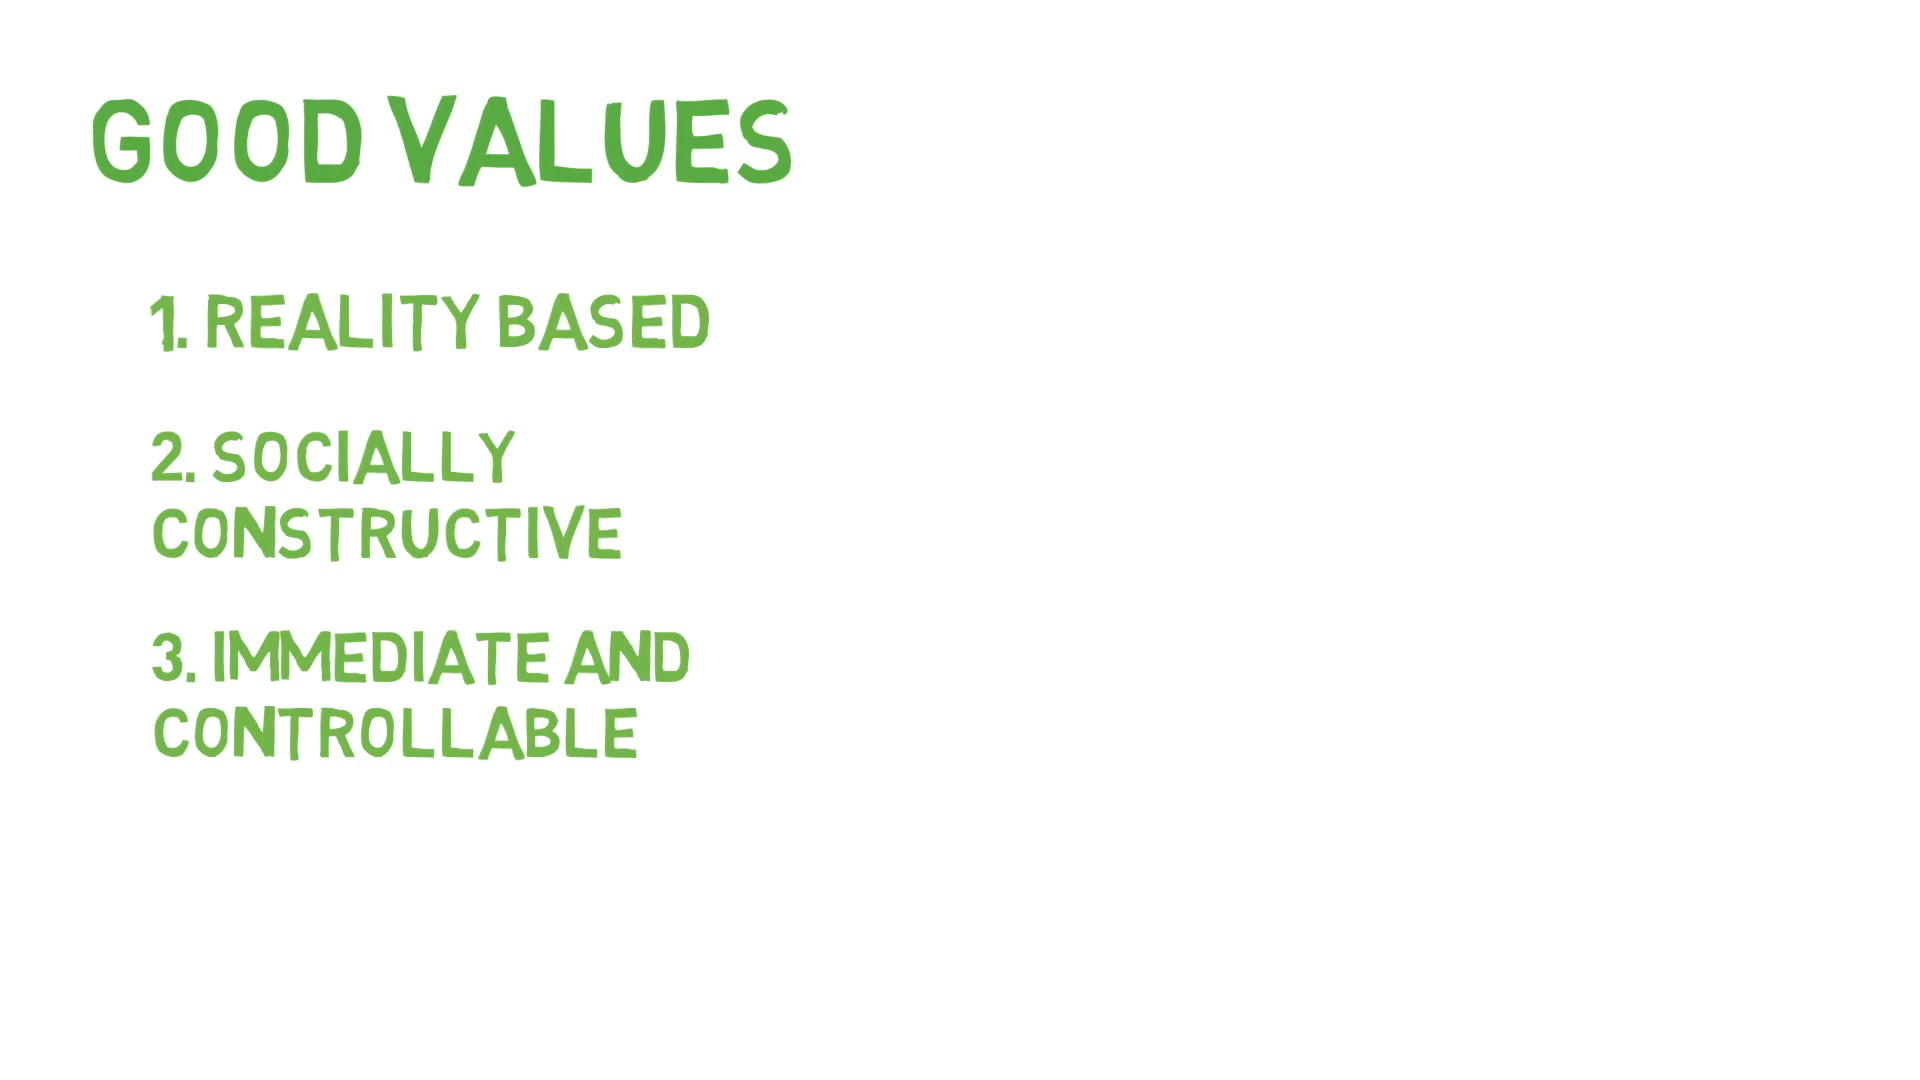 GOOD VALUES
1. REALITY BASED
2. SOCIALLY
CONSTRUCTIVE
3. IMMEDIATE AND
CONTROLLABLE